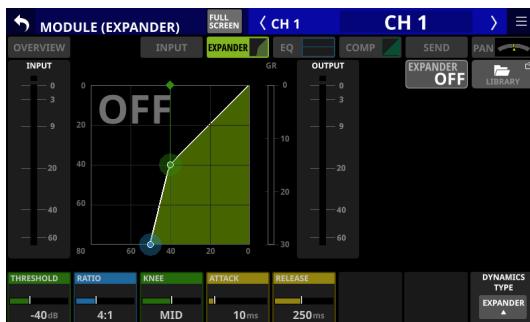 MODULE (EXPANDER)
FULL SCREEN
CH 1
CH 1
OVERVIEW
INPUT
EXPANDER
EQ
COMP
SEND
PAN
INPUT
GR
OUTPUT
EXPANDER
OFF
LIBRARY
OFF
0
3
9
20
40
60
0
20
40
60
80
60
40
20
0
0
10
20
30
0
3
9
20
40
60
THRESHOLD
RATIO
KNEE
ATTACK
RELEASE
DYNAMICS
TYPE
-40dB
4:1
MID
10ms
250ms
EXPANDER